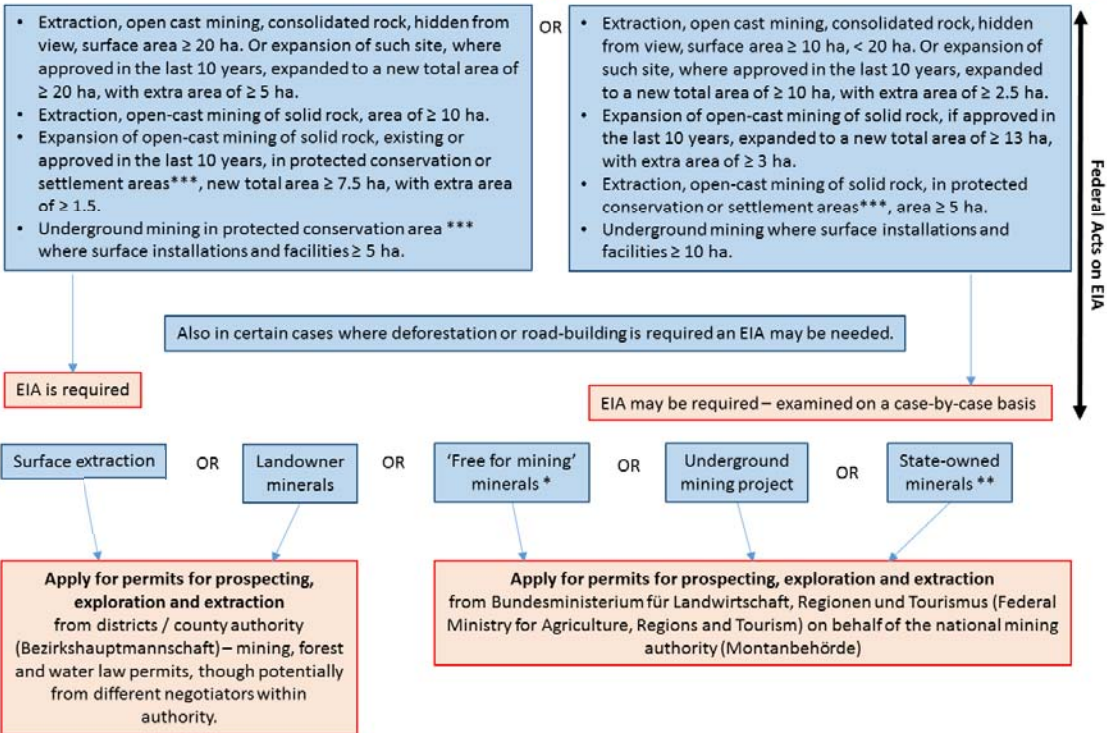 • Extraction, open cast mining, consolidated rock, hidden from
view, surface area ≥ 20 ha. Or expansion of such site, where
approved in the last 10 years, expanded to a new total area of
≥ 20 ha, with extra area of ≥ 5 ha.
• Extraction, open-cast mining of solid rock, area of ≥ 10 ha.
• Expansion of open-cast mining of solid rock, existing or
approved in the last 10 years, in protected conservation or
settlement areas***, new total area ≥ 7.5 ha, with extra area
of ≥ 1.5.
• Underground mining in protected conservation area ***
where surface installations and facilities ≥ 5 ha.
OR
• Extraction, open cast mining, consolidated rock, hidden
from view, surface area ≥ 10 ha, < 20 ha. Or expansion of
such site, where approved in the last 10 years, expanded
to a new total area of ≥ 10 ha, with extra area of ≥ 2.5 ha.
• Expansion of open-cast mining of solid rock, if approved in
the last 10 years, expanded to a new total area of ≥ 13 ha,
with extra area of ≥ 3 ha.
• Extraction, open-cast mining of solid rock, in protected
conservation or settlement areas***, area ≥ 5 ha.
• Underground mining where surface installations and
facilities ≥ 10 ha.
Federal Acts on EIA
Also in certain cases where deforestation or road-building is required an EIA may be needed.
EIA is required
EIA may be required – examined on a case-by-case basis
Surface extraction
OR
Landowner
minerals
OR
'Free for mining'
minerals *
OR
Underground
mining project
OR
State-owned
minerals **
Apply for permits for prospecting,
exploration and extraction
from districts / county authority
(Bezirkshauptmannschaft) – mining, forest
and water law permits, though potentially
from different negotiators within
authority.
Apply for permits for prospecting, exploration and extraction
from Bundesministerium für Landwirtschaft, Regionen und Tourismus (Federal
Ministry for Agriculture, Regions and Tourism) on behalf of the national mining
authority (Montanbehörde)